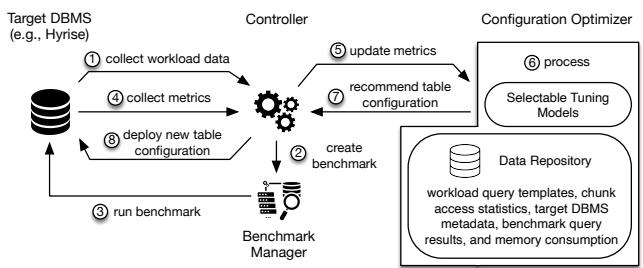 Target DBMS
(e.g., Hyrise)
Controller
Configuration Optimizer
1 collect workload data
4 collect metrics
8 deploy new table
configuration
5 update metrics
7 recommend table
configuration
2 create
benchmark
3 run benchmark
Benchmark
Manager
6 process
Selectable Tuning
Models
Data Repository
workload query templates, chunk
access statistics, target DBMS
metadata, benchmark query
results, and memory consumption